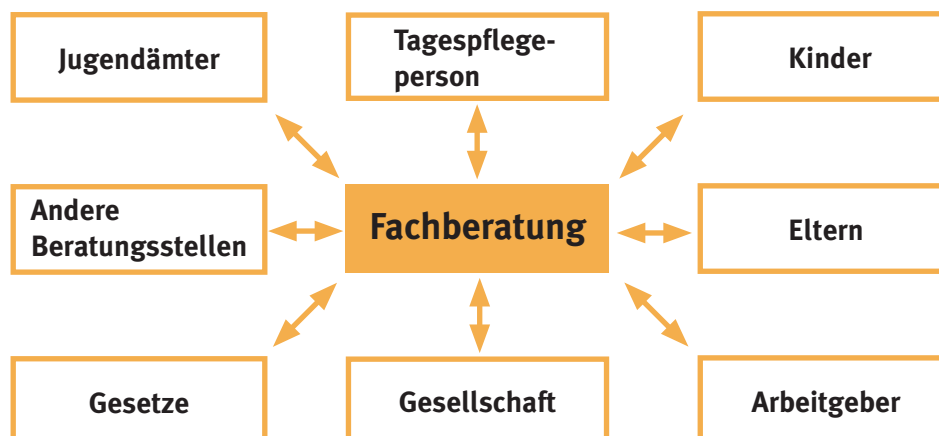 Jugendämter
Tagespflege-
person
Kinder
Andere
Beratungsstellen
Fachberatung
Eltern
Gesetze
Gesellschaft
Arbeitgeber